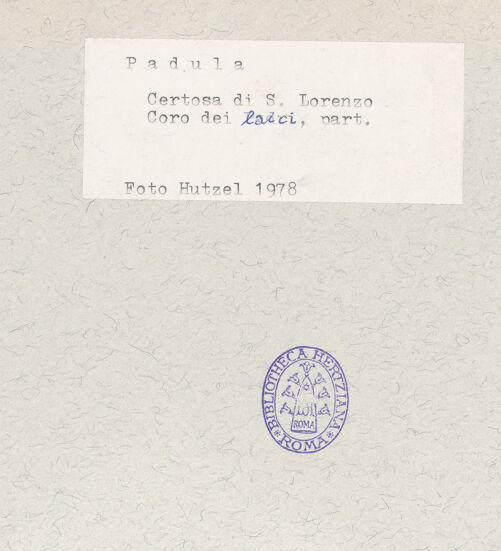 P a d u l a
Certosa di S. Lorenzo
Coro dei laici, part.
Foto Hutzel 1978
BIBLIOTHECA HERTZIANA
ROMA
* ROMA *